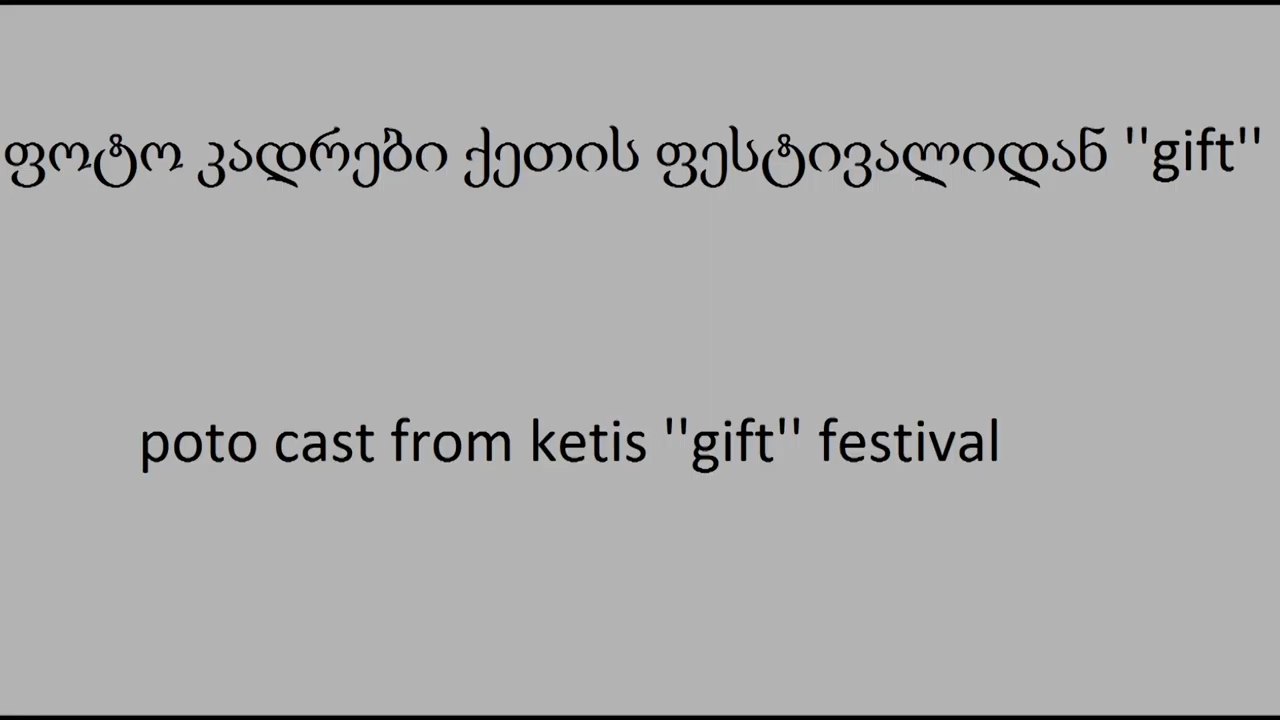 ფოტო კადრები ქეთის ფესტივალიდან ''gift''
poto cast from ketis ''gift'' festival